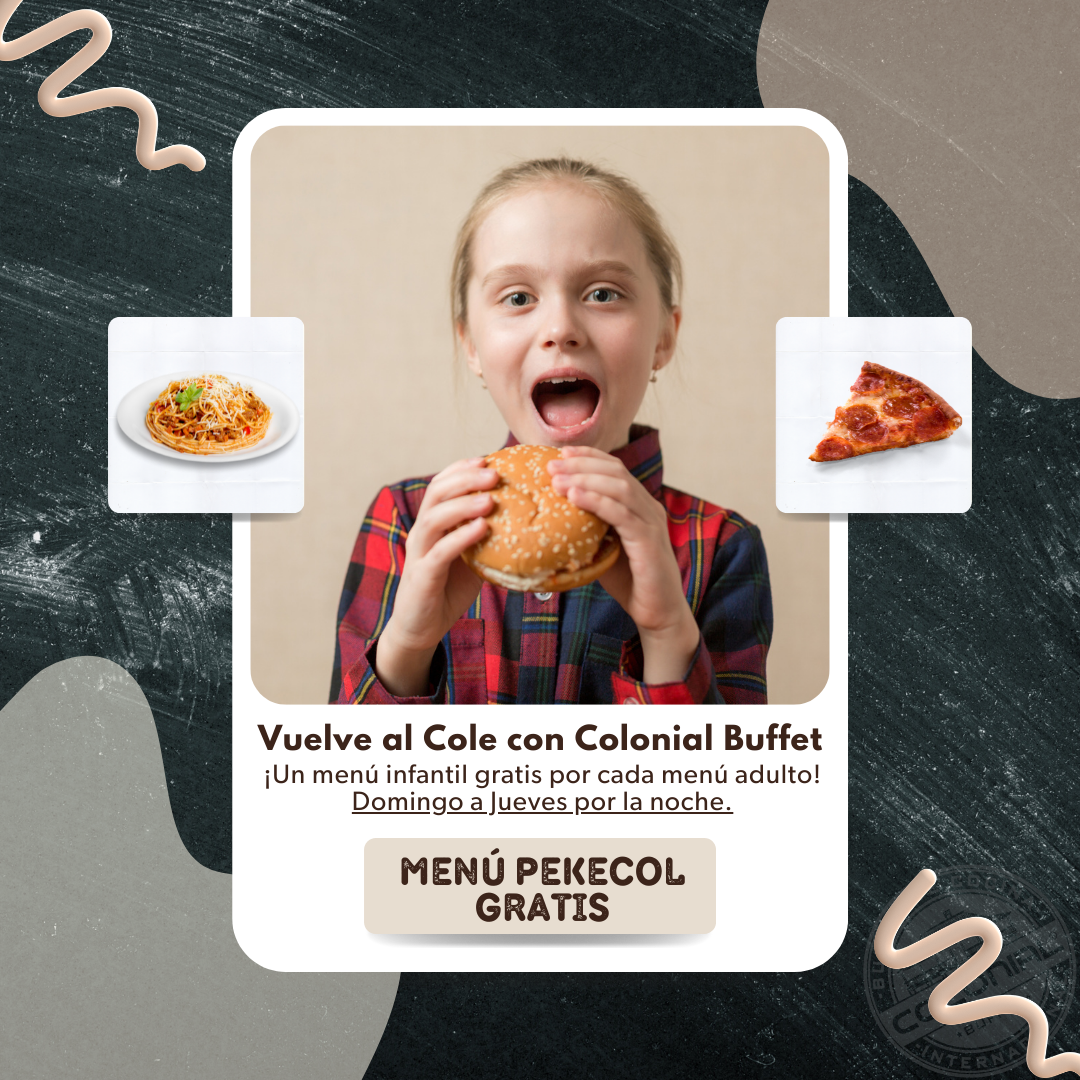 Vuelve al Cole con Colonial Buffet
¡Un menú infantil gratis por cada menú adulto!
Domingo a Jueves por la noche.
MENÚ PEKECOL
GRATIS